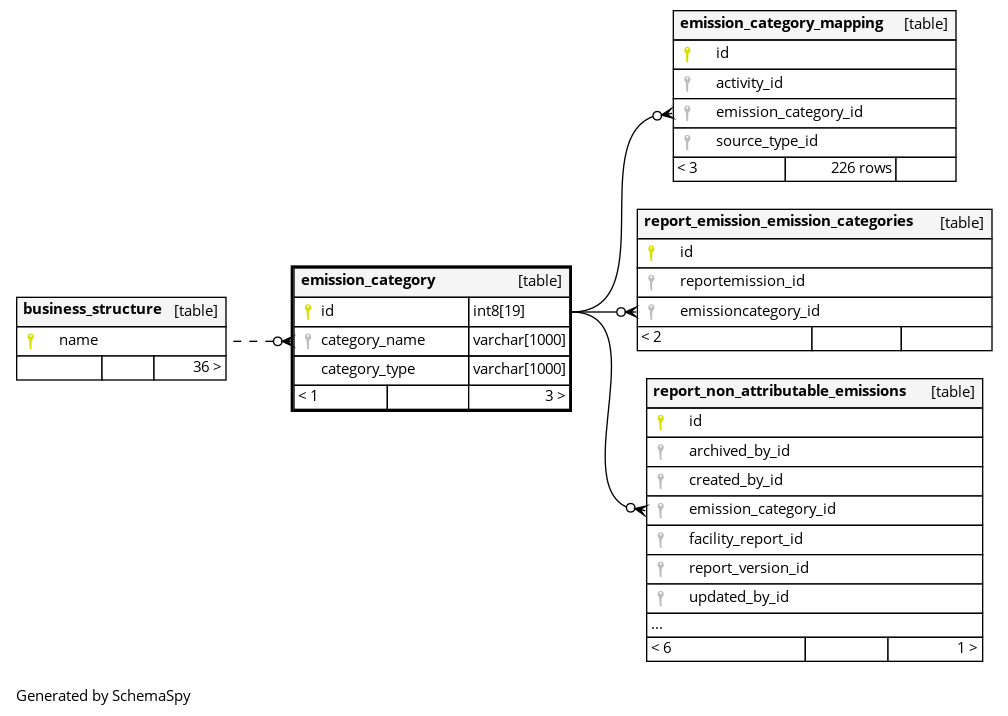 emission_category_mapping [table]
id
activity_id
emission_category_id
source_type_id
< 3 226 rows
report_emission_emission_categories [table]
id
reportemission_id
emissioncategory_id
< 2
emission_category [table]
id int8[19]
category_name varchar[1000]
category_type varchar[1000]
< 1 3 >
business_structure [table]
name
36 >
report_non_attributable_emissions [table]
id
archived_by_id
created_by_id
emission_category_id
facility_report_id
report_version_id
updated_by_id
...
< 6 1 >
Generated by SchemaSpy